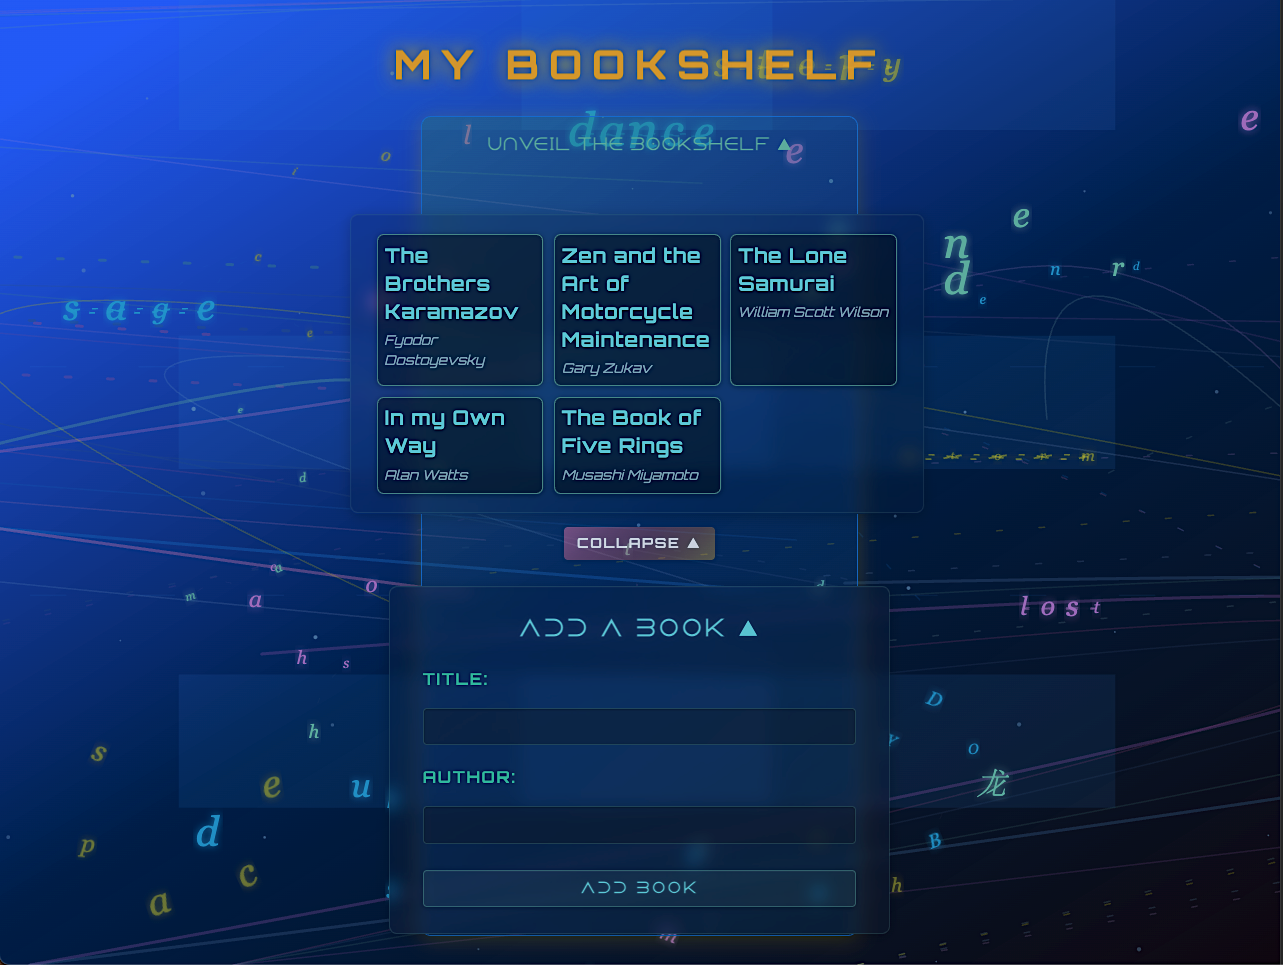 MY BOOKSHELF
dance
UNVEIL THE BOOKSHELF ▲
l
o
e
e
The
Brothers
Karamazov
Fyodor
Dostoyevsky
Zen and the
Art of
Motorcycle
Maintenance
Gary Zukav
The Lone
Samurai
William Scott Wilson
e
n
d
e
n
r
d
c
sage
e
e
In my Own
Way
Alan Watts
The Book of
Five Rings
Musashi Miyamoto
d
m
COLLAPSE ▲
m
a
o
lost
h
s
ADD A BOOK ▲
TITLE:
D
h
s
o
e
u
龙
AUTHOR:
d
p
B
c
a
h
ADD BOOK
m